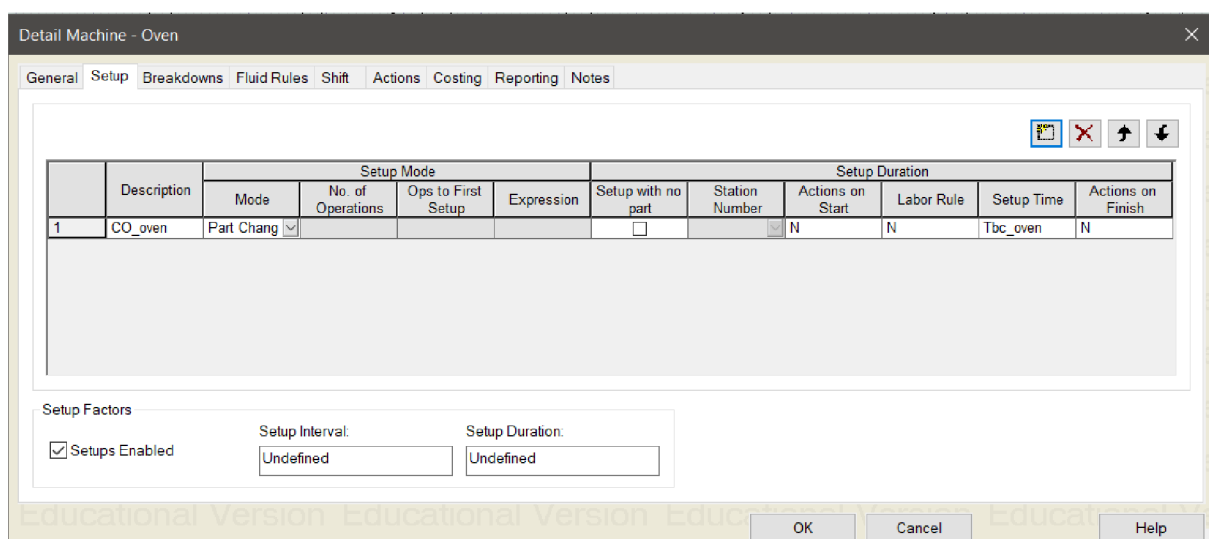 Detail Machine - Oven
General Setup Breakdowns Fluid Rules Shift Actions Costing Reporting Notes
Setup Mode Setup Duration
Description Mode No. of Operations Ops to First Setup Expression Setup with no part Station Number Actions on Start Labor Rule Setup Time Actions on Finish
1 CO_oven Part Chang N N Tbc_oven N
Setup Factors
Setups Enabled
Setup Interval: Setup Duration:
Undefined Undefined
Educational Version Educational Version
OK Cancel Help